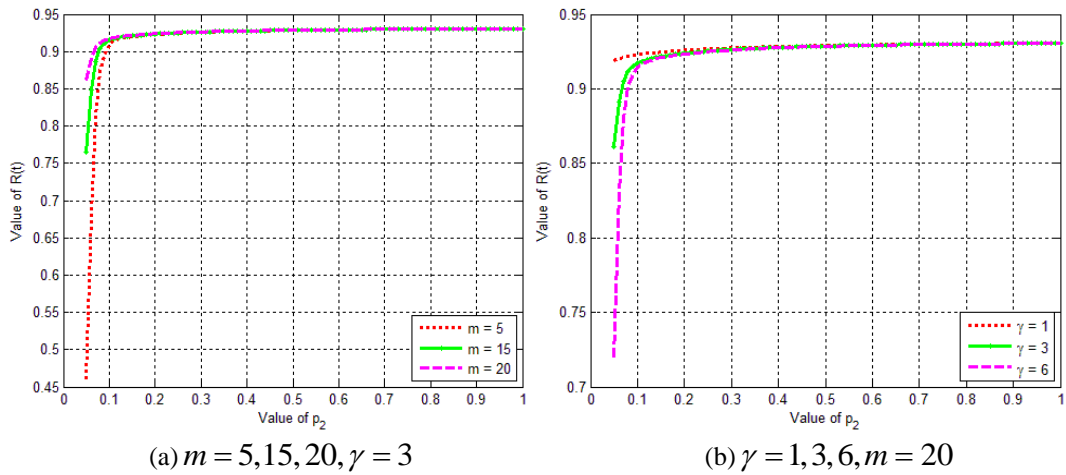 0.95
0.9
0.85
0.8
0.75
0.7
0.65
0.6
0.55
0.5
0.45
0 0.1 0.2 0.3 0.4 0.5 0.6 0.7 0.8 0.9 1
Value of R(t)
Value of p2
m = 5
m = 15
m = 20
(a) m = 5,15,20, γ = 3
0.95
0.9
0.85
0.8
0.75
0.7
0 0.1 0.2 0.3 0.4 0.5 0.6 0.7 0.8 0.9 1
Value of R(t)
Value of p2
γ = 1
γ = 3
γ = 6
(b) γ = 1,3,6, m = 20